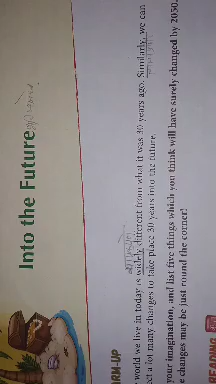 Into the Future
ARM-UP
world we live in today is widely different from what it was 30 years ago. Similarly, we can
ct a lot many changes to take place 30 years into the future.
your imagination, and list five things which you think will have surely changed by 2050.
e changes may be just round the corner!